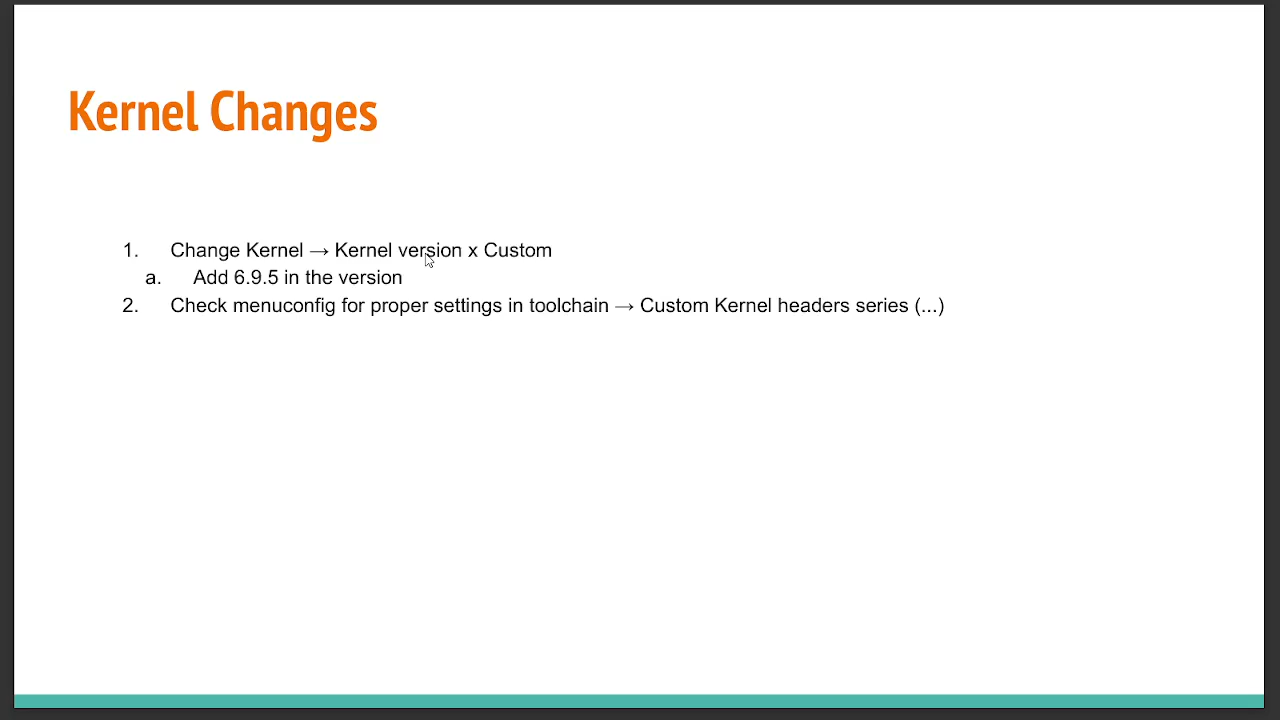 Kernel Changes
1. Change Kernel → Kernel version x Custom
a. Add 6.9.5 in the version
2. Check menuconfig for proper settings in toolchain → Custom Kernel headers series (...)